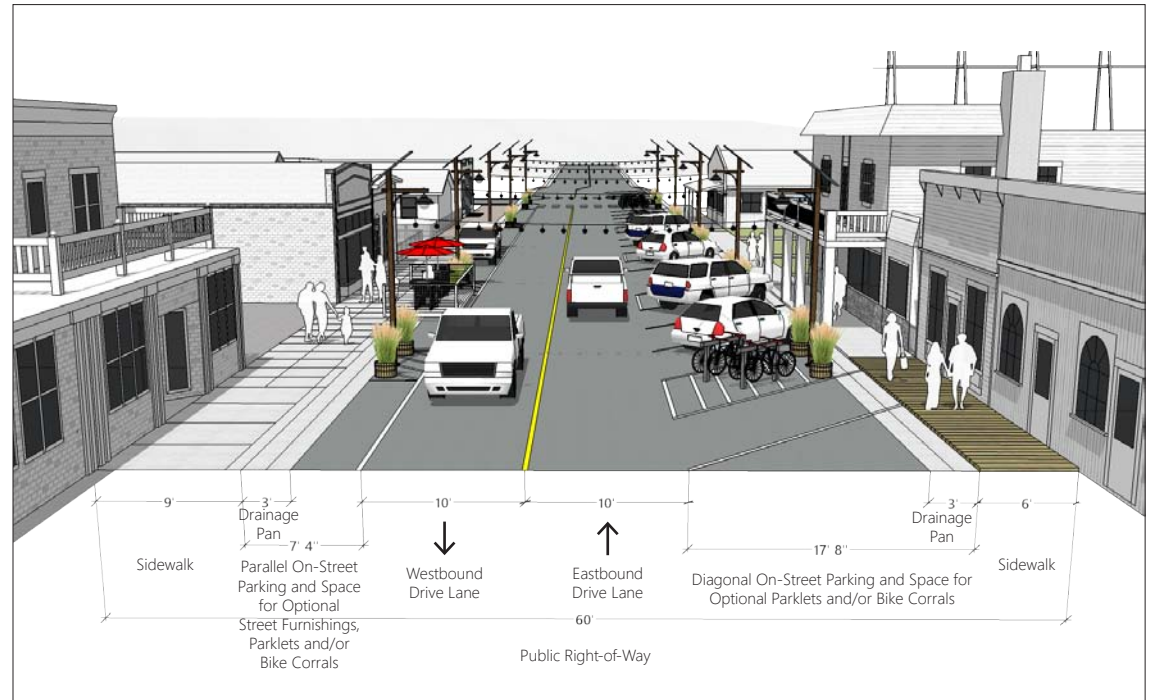 9'
3'
10'
10'
3'
6'
Drainage
Pan
Drainage
Pan
7' 4"
17' 8"
Sidewalk
Parallel On-Street
Parking and Space
for Optional
Street Furnishings,
Parklets and/or
Bike Corrals
Westbound
Drive Lane
Eastbound
Drive Lane
Diagonal On-Street Parking and Space for
Optional Parklets and/or Bike Corrals
Sidewalk
60'
Public Right-of-Way